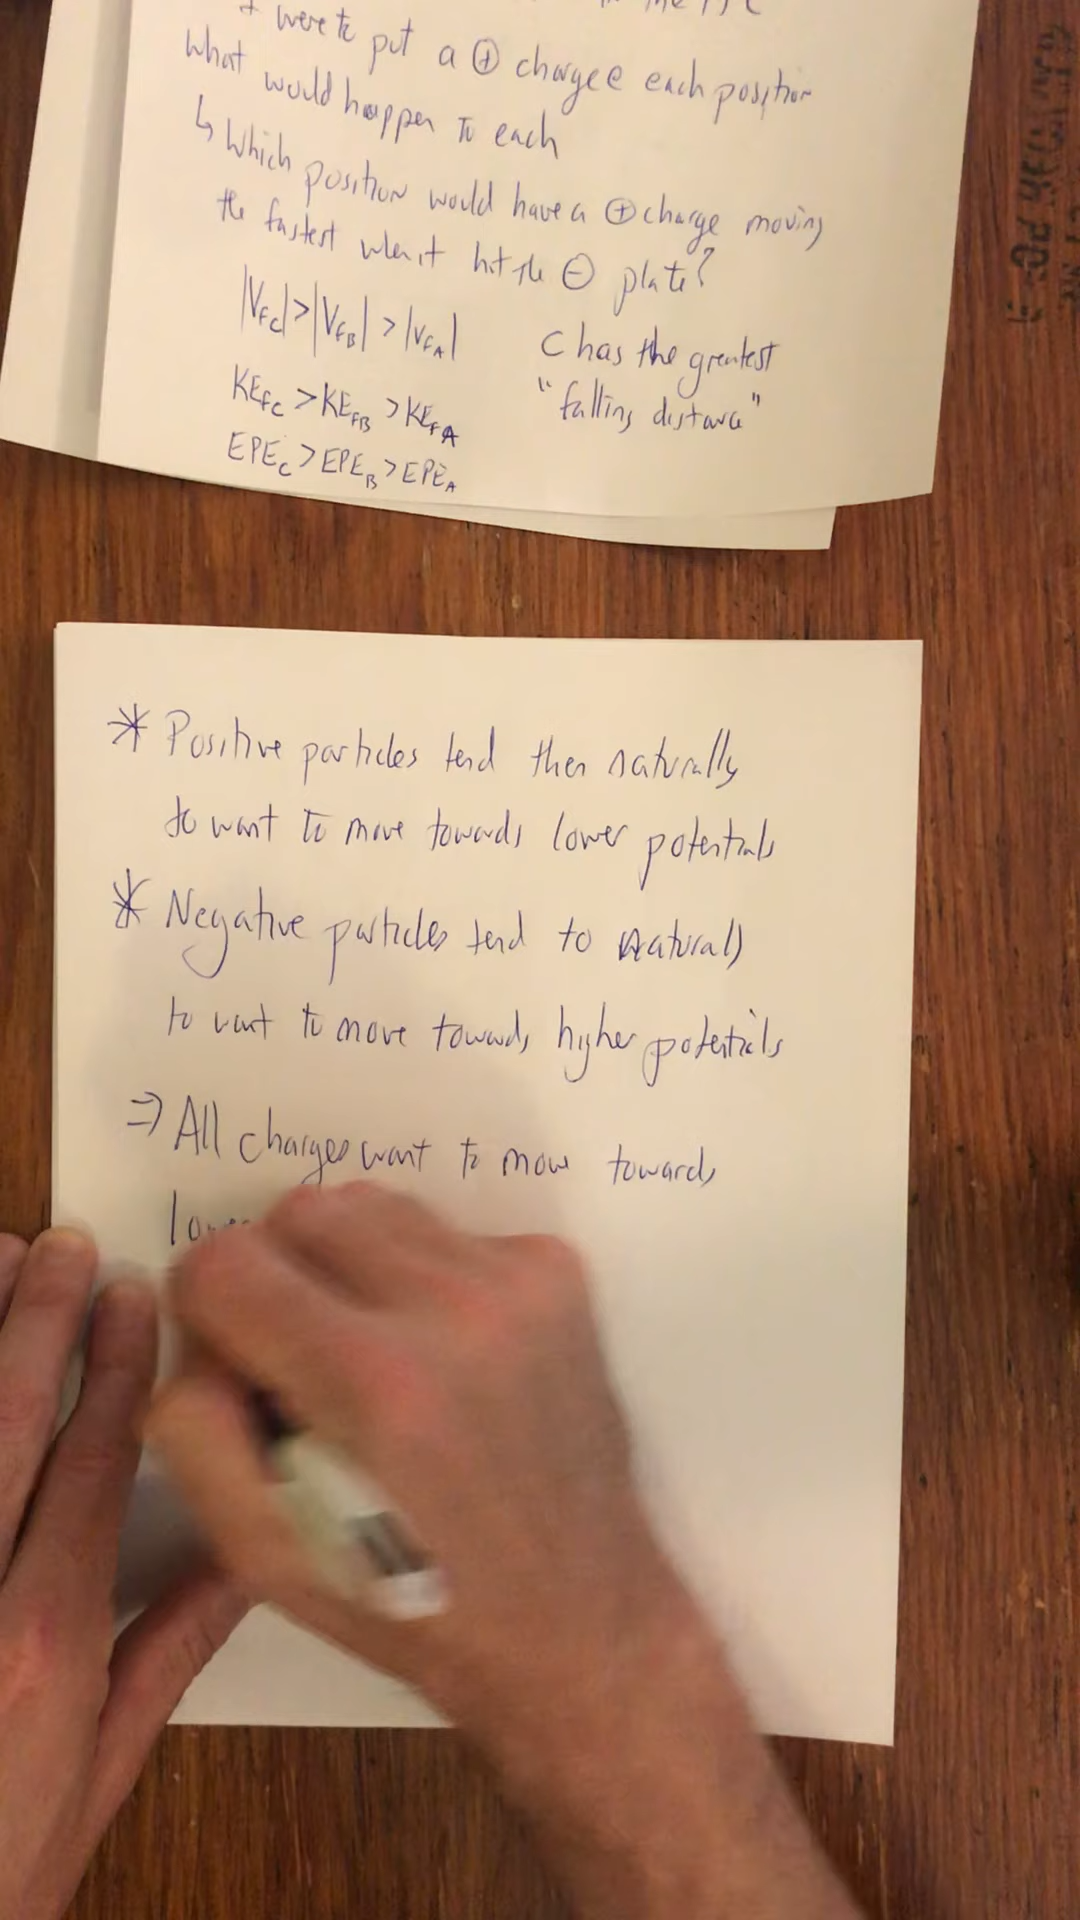 I were to put a ⊕ charge @ each position
what would happen to each
↳ Which position would have a ⊕ charge moving
the fastest when it hit the ⊖ plate?
|V_fC| > |V_fB| > |V_fA|
C has the greatest
KE_fC > KE_fB > KE_fA
"falling distance"
EPE_C > EPE_B > EPE_A
* Positive particles tend then naturally
to want to move towards lower potentials
* Negative particles tend to natural)
to want to move towards higher potentials
⇒ All charges want to move towards
lowe